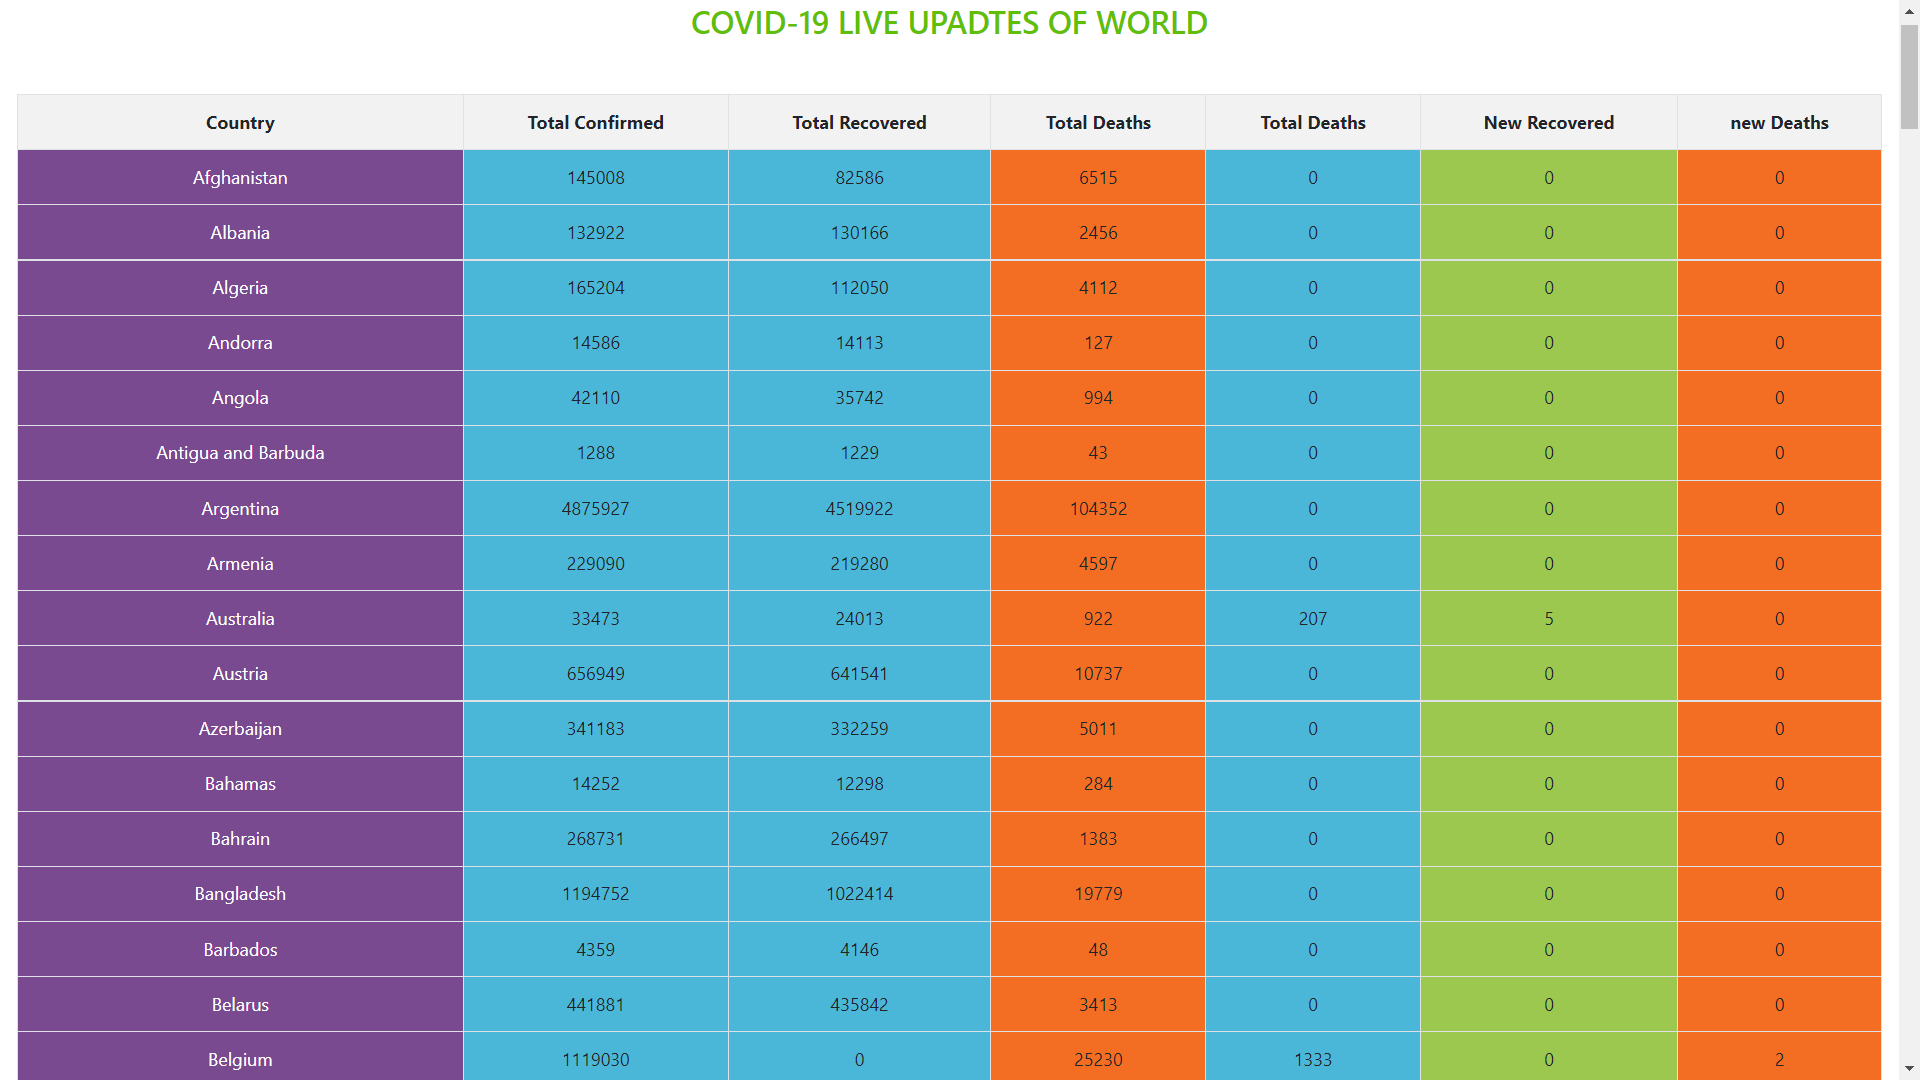 COVID-19 LIVE UPADTES OF WORLD
Country Total Confirmed Total Recovered Total Deaths Total Deaths New Recovered new Deaths
Afghanistan 145008 82586 6515 0 0 0
Albania 132922 130166 2456 0 0 0
Algeria 165204 112050 4112 0 0 0
Andorra 14586 14113 127 0 0 0
Angola 42110 35742 994 0 0 0
Antigua and Barbuda 1288 1229 43 0 0 0
Argentina 4875927 4519922 104352 0 0 0
Armenia 229090 219280 4597 0 0 0
Australia 33473 24013 922 207 5 0
Austria 656949 641541 10737 0 0 0
Azerbaijan 341183 332259 5011 0 0 0
Bahamas 14252 12298 284 0 0 0
Bahrain 268731 266497 1383 0 0 0
Bangladesh 1194752 1022414 19779 0 0 0
Barbados 4359 4146 48 0 0 0
Belarus 441881 435842 3413 0 0 0
Belgium 1119030 0 25230 1333 0 2